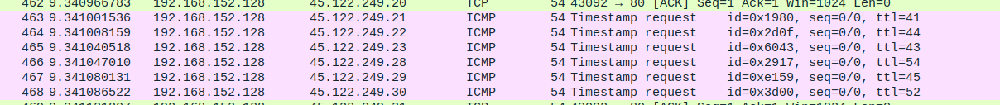 462 9.340966783 192.168.152.128 45.122.249.20 TCP 54 43092 → 80 [ACK] Seq=1 Ack=1 Win=1024 Len=0
463 9.341001536 192.168.152.128 45.122.249.21 ICMP 54 Timestamp request id=0x1980, seq=0/0, ttl=41
464 9.341008159 192.168.152.128 45.122.249.22 ICMP 54 Timestamp request id=0x2d0f, seq=0/0, ttl=44
465 9.341040518 192.168.152.128 45.122.249.23 ICMP 54 Timestamp request id=0x6043, seq=0/0, ttl=43
466 9.341047010 192.168.152.128 45.122.249.28 ICMP 54 Timestamp request id=0x2917, seq=0/0, ttl=54
467 9.341080131 192.168.152.128 45.122.249.29 ICMP 54 Timestamp request id=0xe159, seq=0/0, ttl=45
468 9.341086522 192.168.152.128 45.122.249.30 ICMP 54 Timestamp request id=0x3d00, seq=0/0, ttl=52